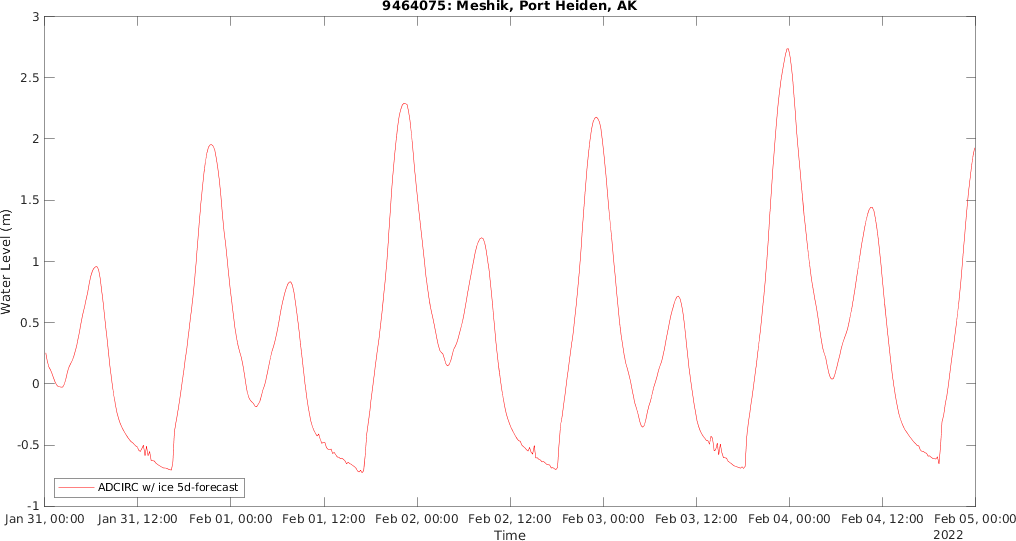 9464075: Meshik, Port Heiden, AK
3
2.5
2
1.5
1
0.5
0
-0.5
-1
Water Level (m)
ADCIRC w/ ice 5d-forecast
Jan 31, 00:00 Jan 31, 12:00 Feb 01, 00:00 Feb 01, 12:00 Feb 02, 00:00 Feb 02, 12:00 Feb 03, 00:00 Feb 03, 12:00 Feb 04, 00:00 Feb 04, 12:00 Feb 05, 00:00
Time
2022